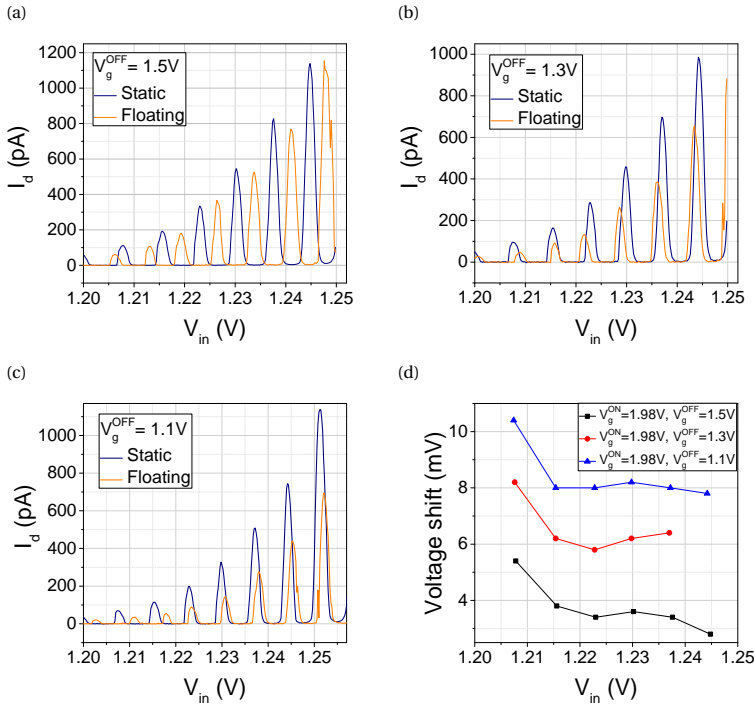 (a)
V_g^OFF = 1.5V
Static
Floating
I_d (pA)
1200
1000
800
600
400
200
0
1.20 1.21 1.22 1.23 1.24 1.25
V_in (V)
(b)
V_g^OFF = 1.3V
Static
Floating
I_d (pA)
1000
800
600
400
200
0
1.20 1.21 1.22 1.23 1.24 1.25
V_in (V)
(c)
V_g^OFF = 1.1V
Static
Floating
I_d (pA)
1000
800
600
400
200
0
1.20 1.21 1.22 1.23 1.24 1.25
V_in (V)
(d)
V_g^ON=1.98V, V_g^OFF=1.5V
V_g^ON=1.98V, V_g^OFF=1.3V
V_g^ON=1.98V, V_g^OFF=1.1V
Voltage shift (mV)
10
8
6
4
1.20 1.21 1.22 1.23 1.24 1.25
V_in (V)